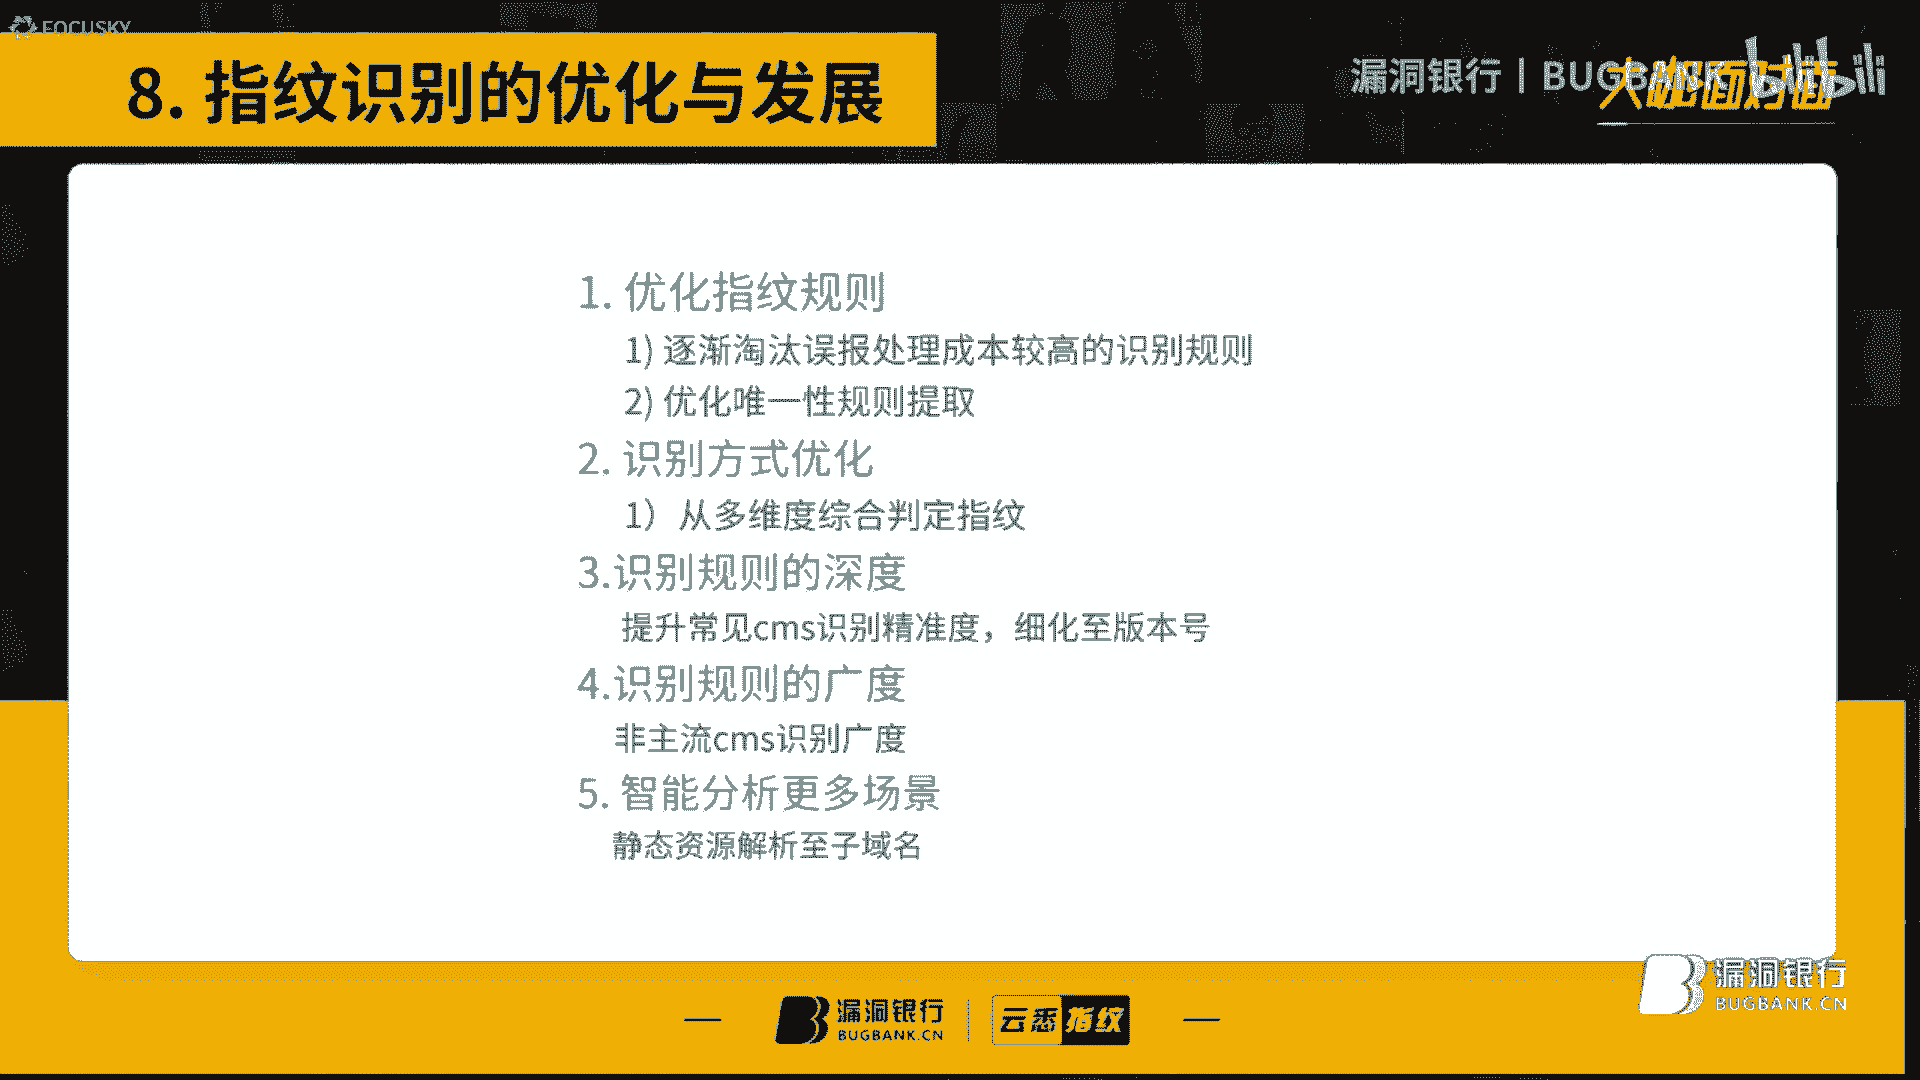 FOCUSKY
8. 指纹识别的优化与发展
漏洞银行丨BUGBANK
大咖面对面
bilibili
1. 优化指纹规则
1) 逐渐淘汰误报处理成本较高的识别规则
2) 优化唯一性规则提取
2. 识别方式优化
1）从多维度综合判定指纹
3.识别规则的深度
提升常见cms识别精准度，细化至版本号
4.识别规则的广度
非主流cms识别广度
5. 智能分析更多场景
静态资源解析至子域名
漏洞银行
BUGBANK.CN
云悉指纹
漏洞银行
BUGBANK.CN